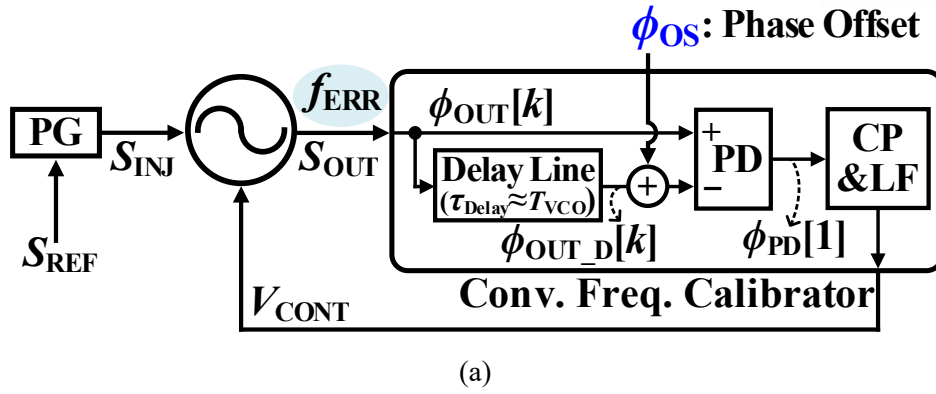 ϕOS: Phase Offset
fERR
PG
SINJ
SOUT
SREF
ϕOUT[k]
Delay Line
(τDelay≈TVCO)
ϕOUT_D[k]
+
+
−
PD
ϕPD[1]
CP
&LF
Conv. Freq. Calibrator
VCONT
(a)